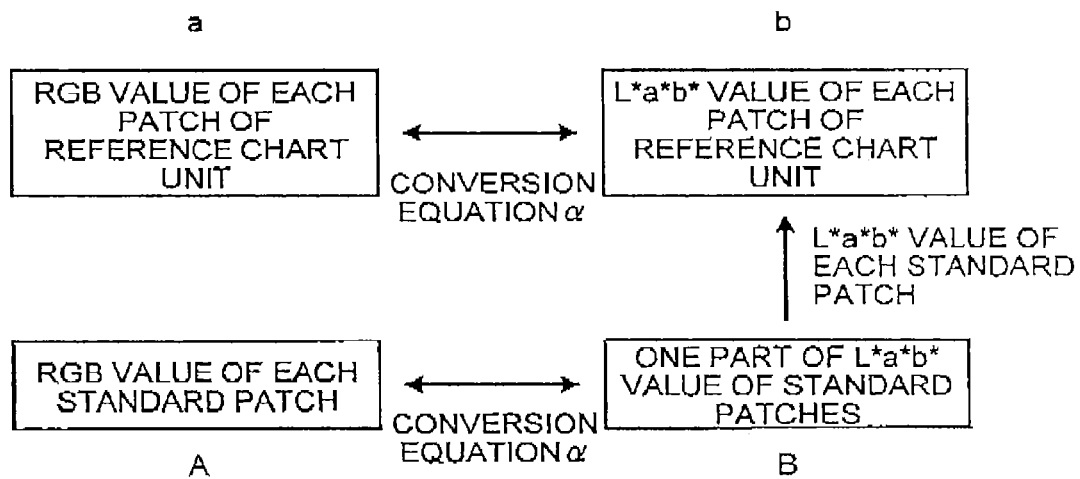 a
b
RGB VALUE OF EACH
PATCH OF
REFERENCE CHART
UNIT
CONVERSION
EQUATION α
L*a*b* VALUE OF EACH
PATCH OF
REFERENCE CHART
UNIT
L*a*b* VALUE OF
EACH STANDARD
PATCH
RGB VALUE OF EACH
STANDARD PATCH
CONVERSION
EQUATION α
ONE PART OF L*a*b*
VALUE OF STANDARD
PATCHES
A
B